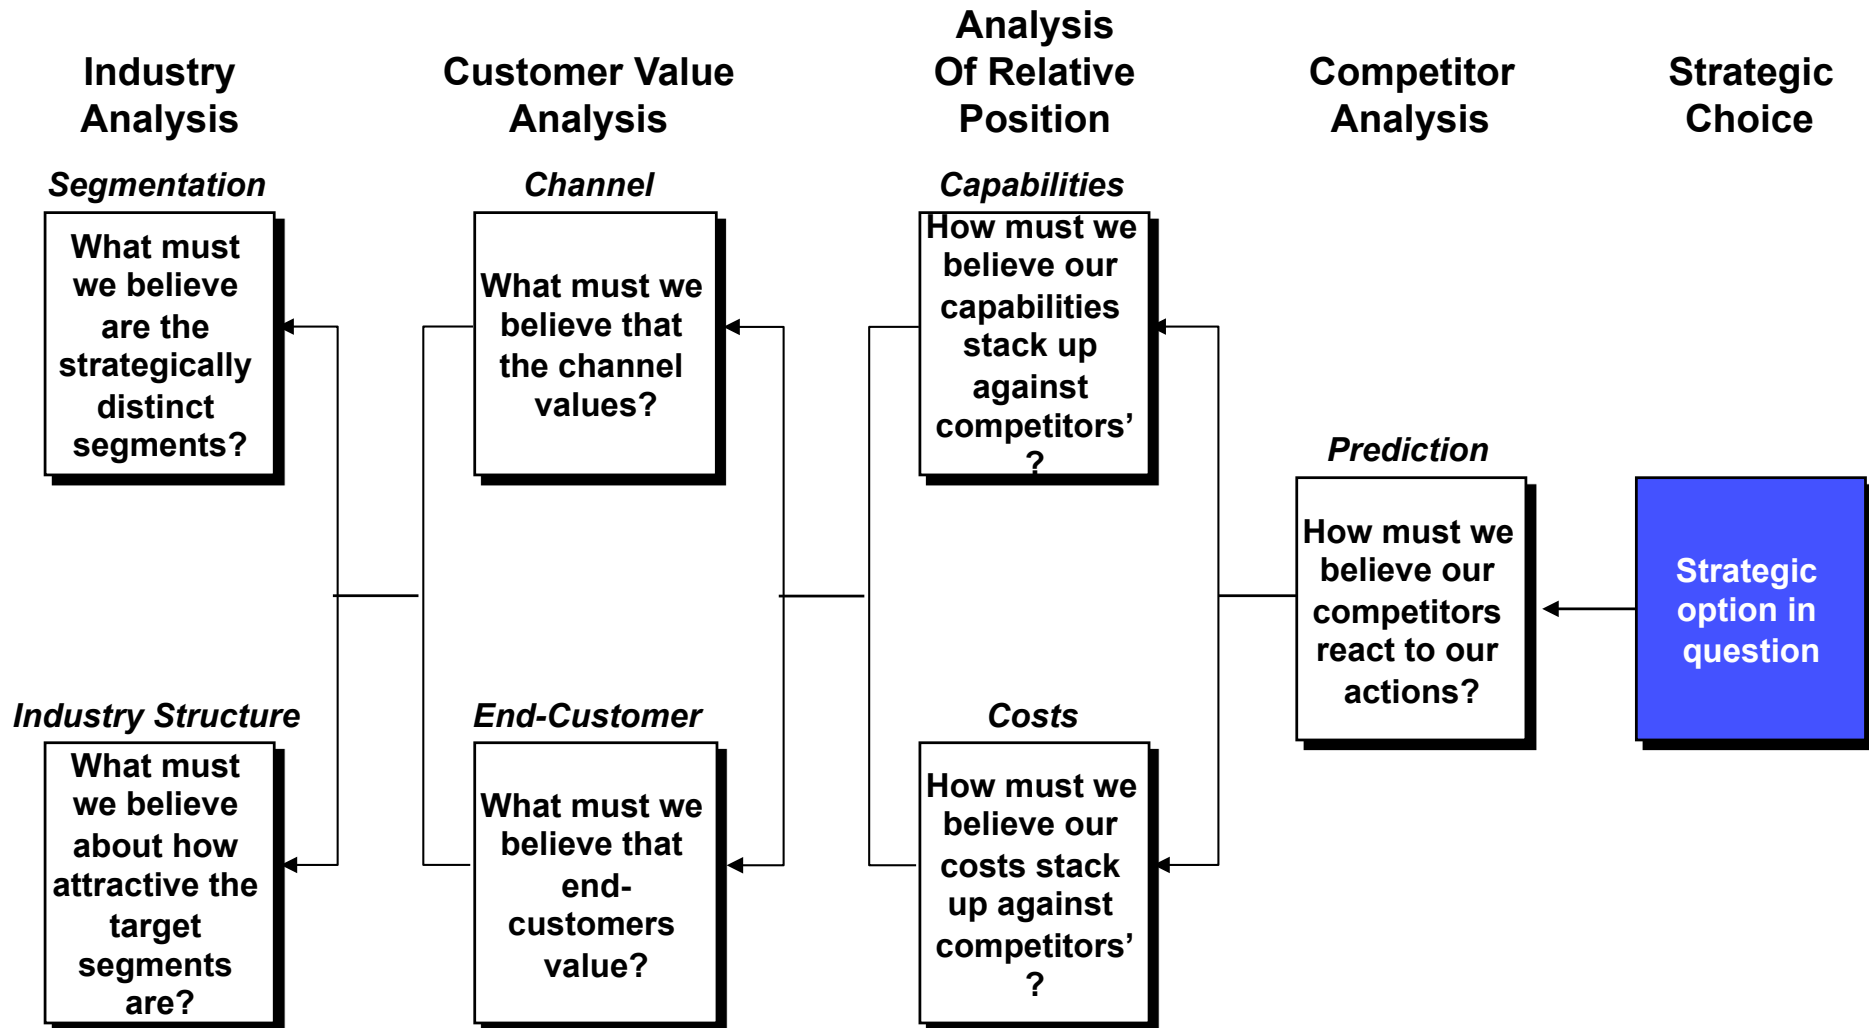 Industry
Analysis
Customer Value
Analysis
Analysis
Of Relative
Position
Competitor
Analysis
Strategic
Choice
Segmentation
What must
we believe
are the
strategically
distinct
segments?
Industry Structure
What must
we believe
about how
attractive the
target
segments
are?
Channel
What must we
believe that
the channel
values?
End-Customer
What must we
believe that
end-
customers
value?
Capabilities
How must we
believe our
capabilities
stack up
against
competitors’
?
Costs
How must we
believe our
costs stack
up against
competitors’
?
Prediction
How must we
believe our
competitors
react to our
actions?
Strategic
option in
question